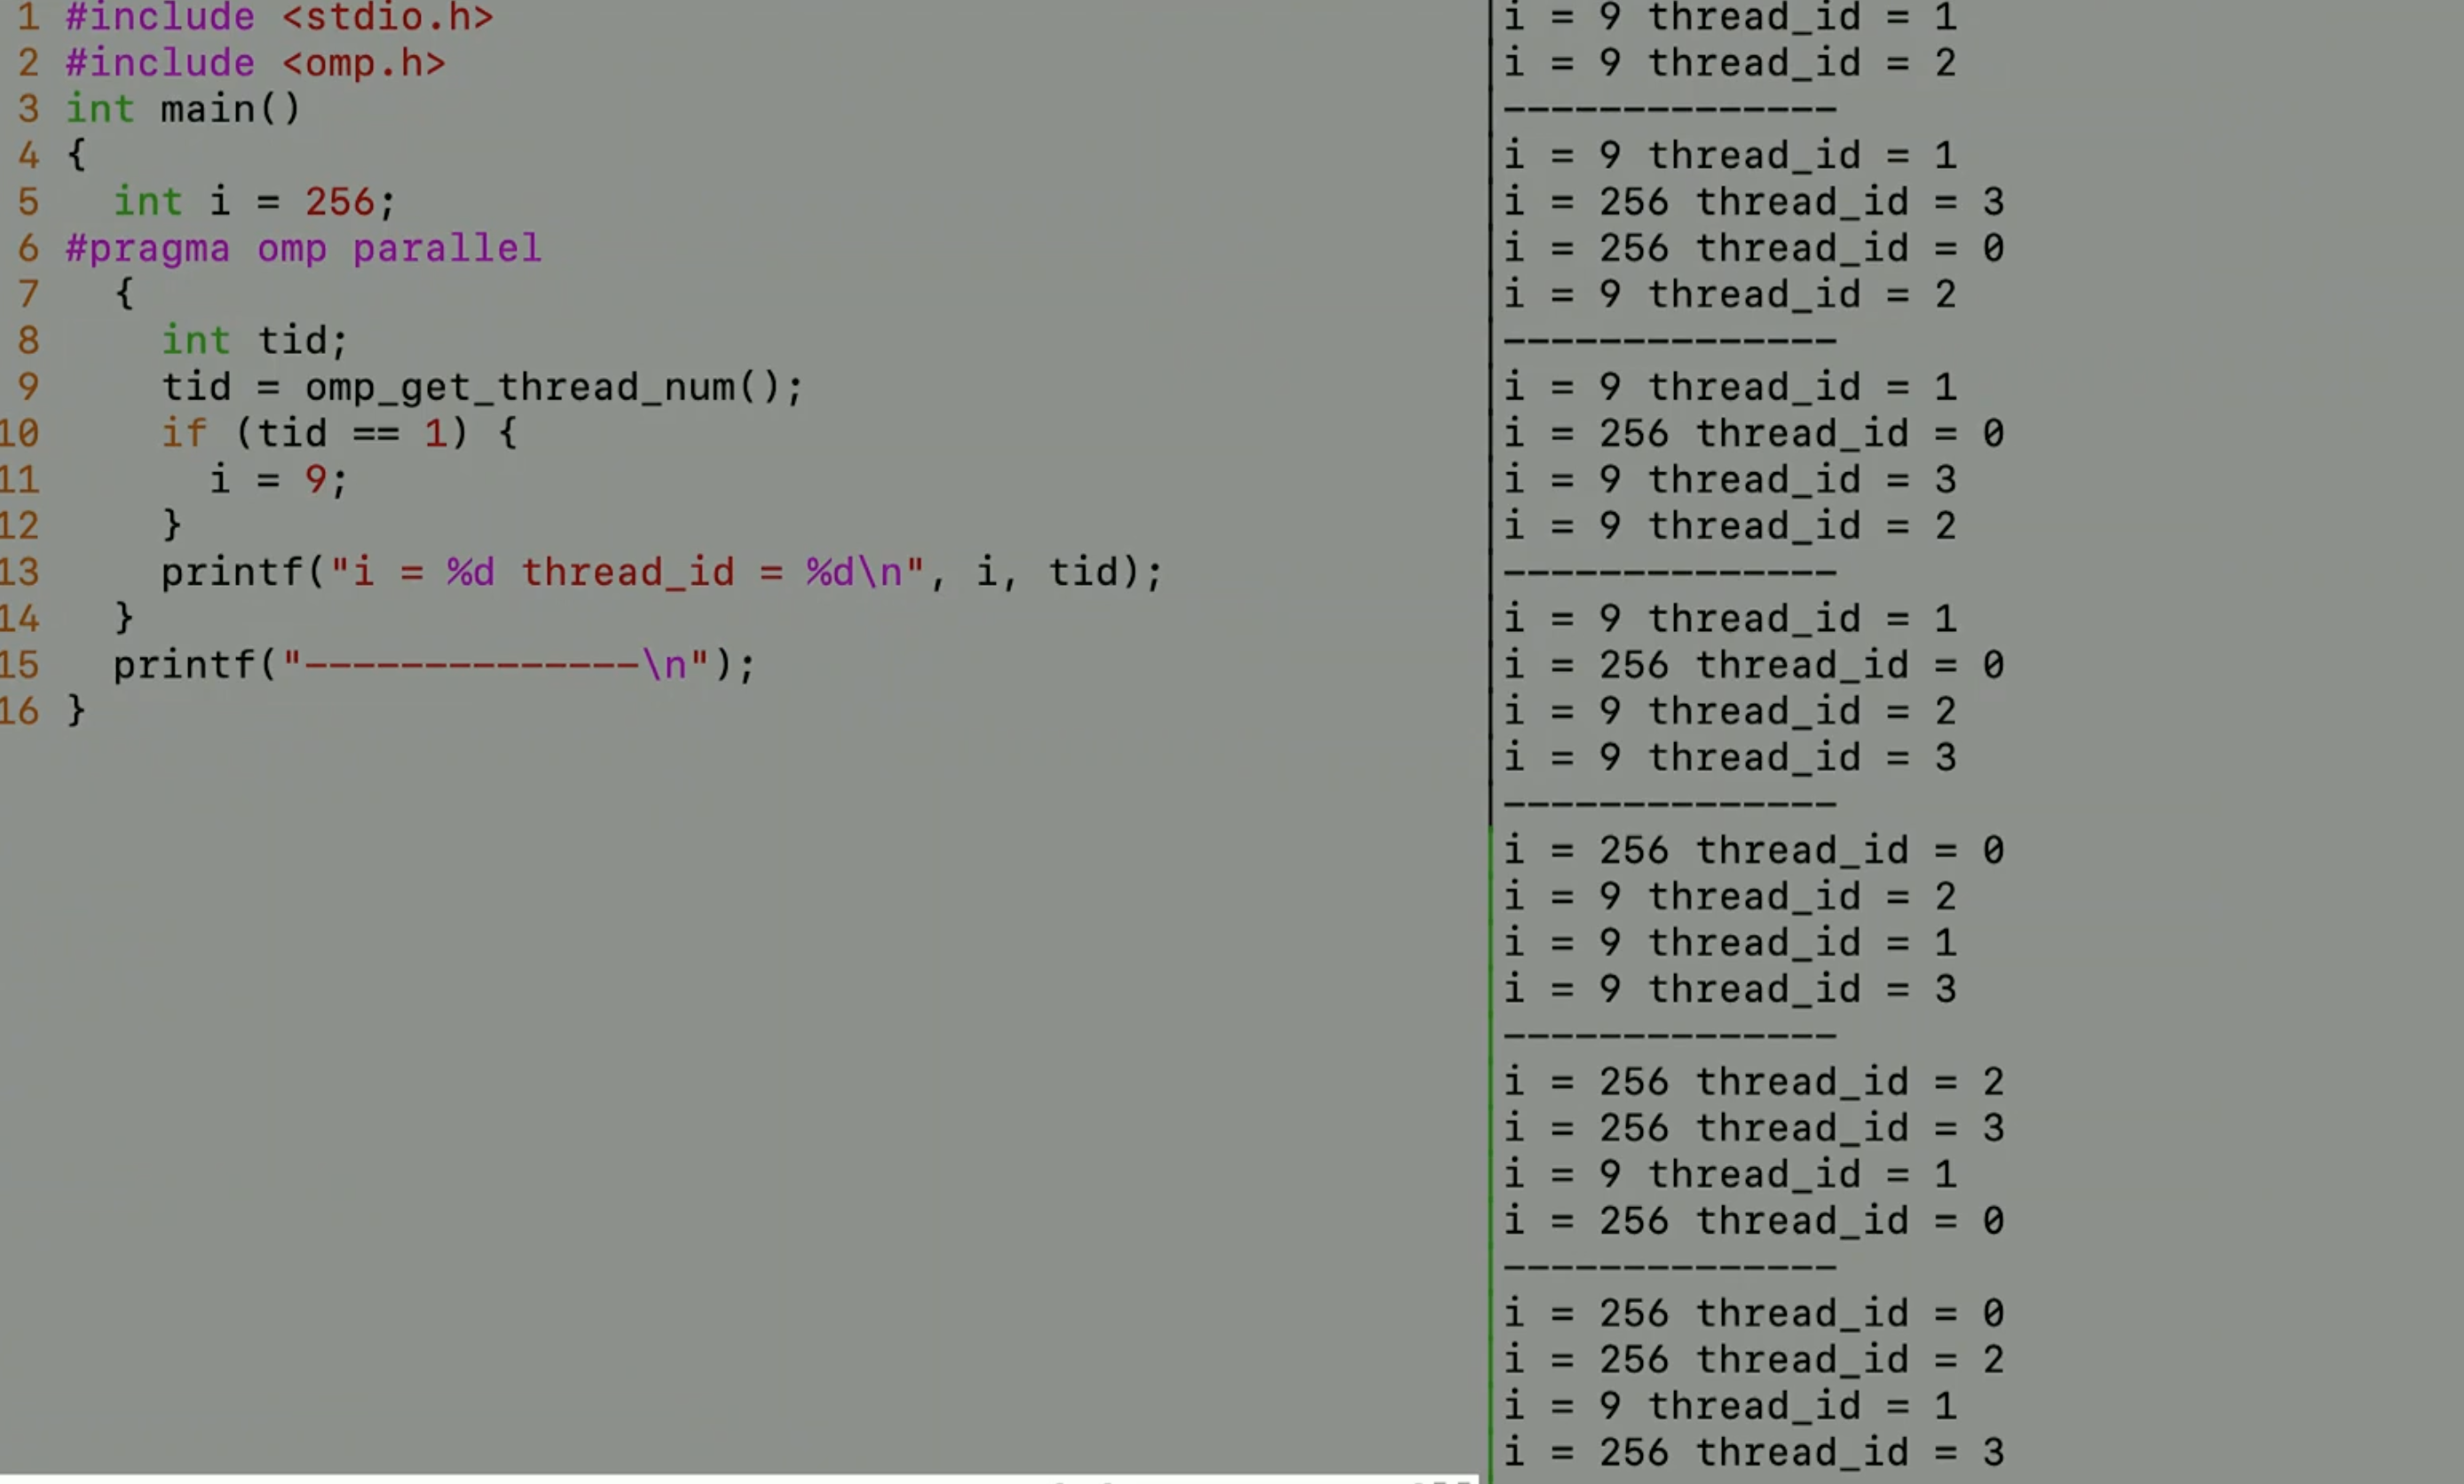 1 #include <stdio.h>
2 #include <omp.h>
3 int main()
4 {
5   int i = 256;
6 #pragma omp parallel
7   {
8     int tid;
9     tid = omp_get_thread_num();
10     if (tid == 1) {
11       i = 9;
12     }
13     printf("i = %d thread_id = %d\n", i, tid);
14   }
15   printf("--------------\n");
16 }
i = 9 thread_id = 1
i = 9 thread_id = 2
--------------
i = 9 thread_id = 1
i = 256 thread_id = 3
i = 256 thread_id = 0
i = 9 thread_id = 2
--------------
i = 9 thread_id = 1
i = 256 thread_id = 0
i = 9 thread_id = 3
i = 9 thread_id = 2
--------------
i = 9 thread_id = 1
i = 256 thread_id = 0
i = 9 thread_id = 2
i = 9 thread_id = 3
--------------
i = 256 thread_id = 0
i = 9 thread_id = 2
i = 9 thread_id = 1
i = 9 thread_id = 3
--------------
i = 256 thread_id = 2
i = 256 thread_id = 3
i = 9 thread_id = 1
i = 256 thread_id = 0
--------------
i = 256 thread_id = 0
i = 256 thread_id = 2
i = 9 thread_id = 1
i = 256 thread_id = 3